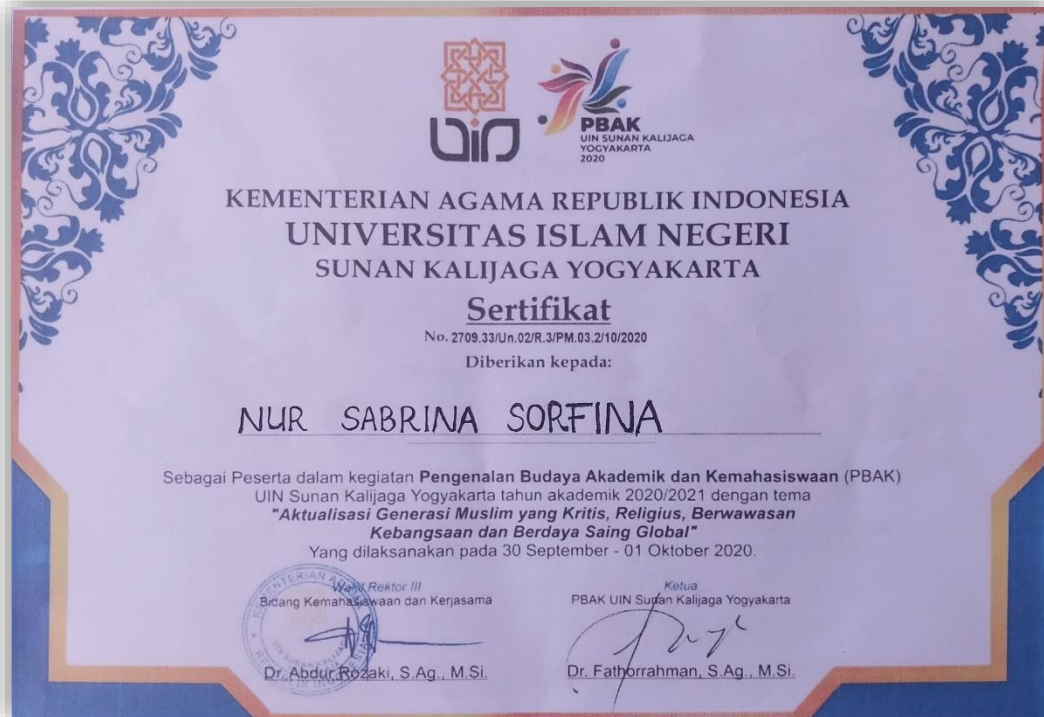 uin
PBAK
UIN SUNAN KALIJAGA
YOGYAKARTA
2020
KEMENTERIAN AGAMA REPUBLIK INDONESIA
UNIVERSITAS ISLAM NEGERI
SUNAN KALIJAGA YOGYAKARTA
Sertifikat
No. 2709.33/Un.02/R.3/PM.03.2/10/2020
Diberikan kepada:
NUR SABRINA SORFINA
Sebagai Peserta dalam kegiatan Pengenalan Budaya Akademik dan Kemahasiswaan (PBAK)
UIN Sunan Kalijaga Yogyakarta tahun akademik 2020/2021 dengan tema
"Aktualisasi Generasi Muslim yang Kritis, Religius, Berwawasan
Kebangsaan dan Berdaya Saing Global"
Yang dilaksanakan pada 30 September - 01 Oktober 2020.
Wakil Rektor III
Bidang Kemahasiswaan dan Kerjasama
Dr. Abdur Rozaki, S.Ag., M.Si.
Ketua
PBAK UIN Sunan Kalijaga Yogyakarta
Dr. Fathorrahman, S.Ag., M.Si.